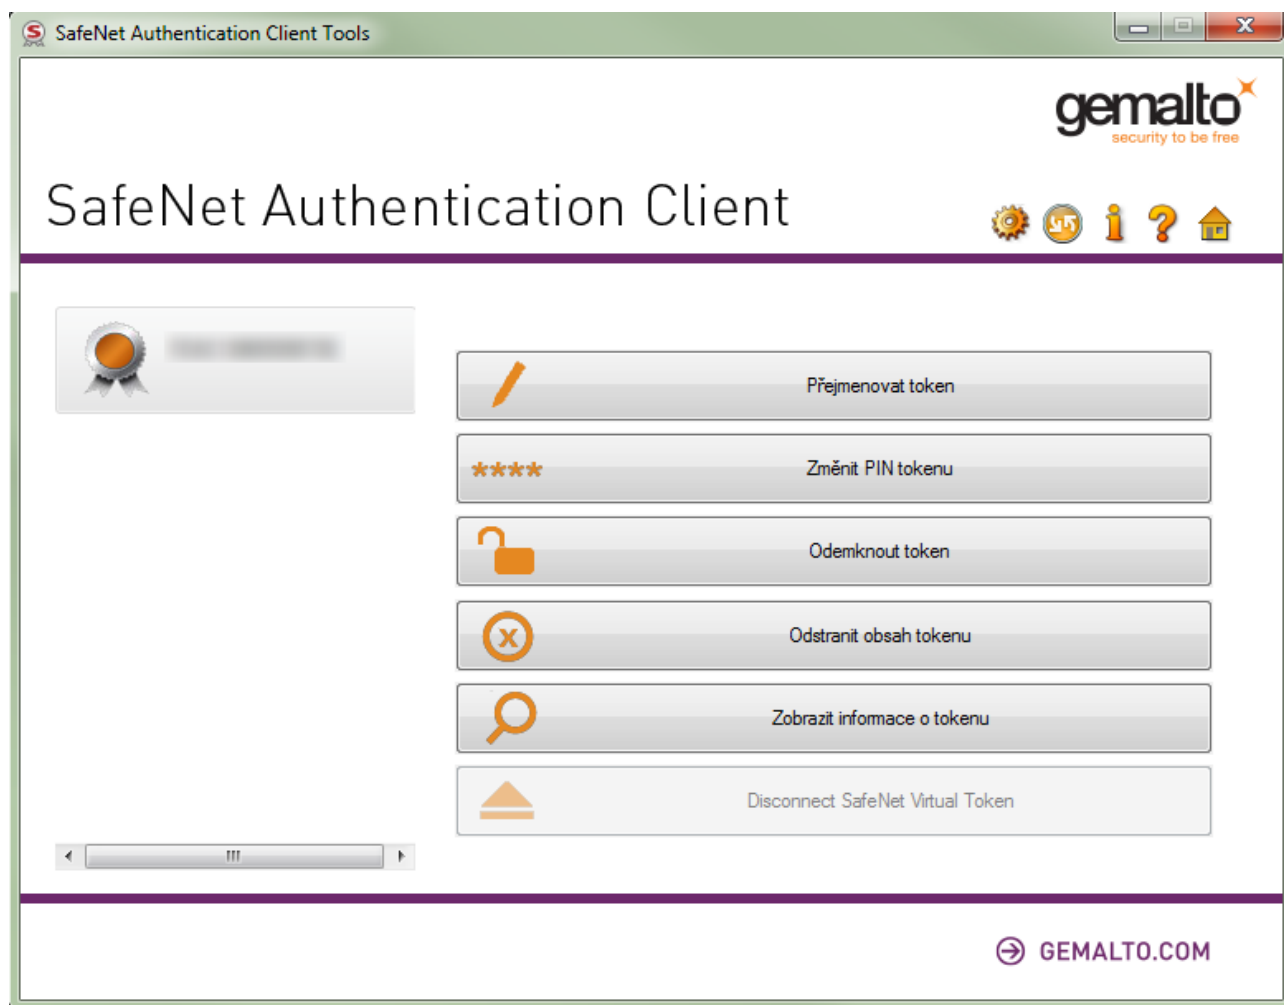 SafeNet Authentication Client Tools
gemalto
security to be free
SafeNet Authentication Client
Přejmenovat token
Změnit PIN tokenu
Odemknout token
Odstranit obsah tokenu
Zobrazit informace o tokenu
Disconnect SafeNet Virtual Token
GEMALTO.COM